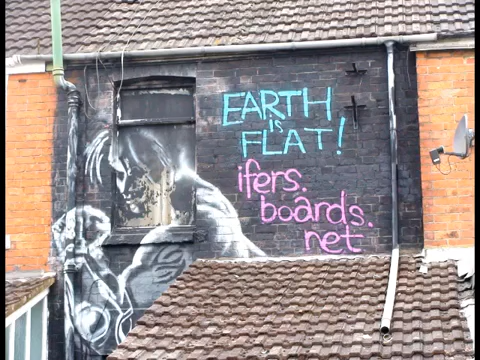 EARTH
is
FLAT!
ifers.
boards.
net